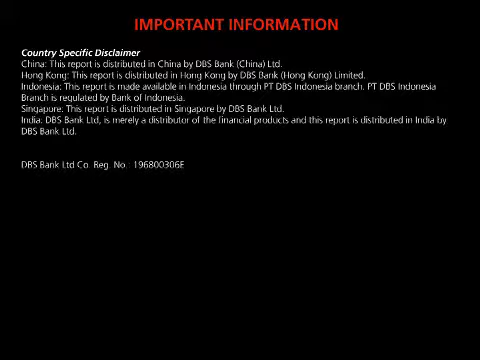 IMPORTANT INFORMATION
Country Specific Disclaimer
China: This report is distributed in China by DBS Bank (China) Ltd.
Hong Kong: This report is distributed in Hong Kong by DBS Bank (Hong Kong) Limited.
Indonesia: This report is made available in Indonesia through PT DBS Indonesia branch. PT DBS Indonesia
Branch is regulated by Bank of Indonesia.
Singapore: This report is distributed in Singapore by DBS Bank Ltd.
India: DBS Bank Ltd, is merely a distributor of the financial products and this report is distributed in India by
DBS Bank Ltd.
DBS Bank Ltd Co. Reg. No.: 196800306E